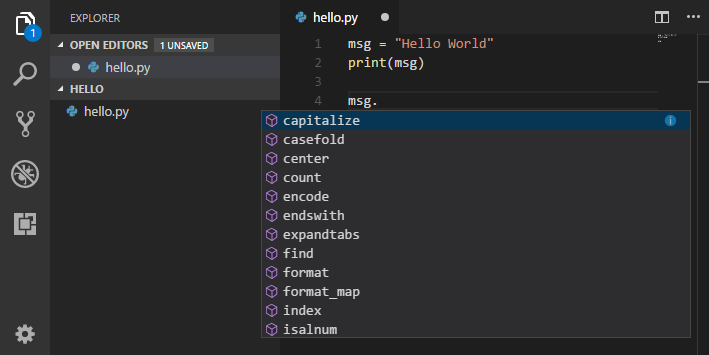 EXPLORER
OPEN EDITORS 1 UNSAVED
hello.py
HELLO
hello.py
1
hello.py
1 msg = "Hello World"
2 print(msg)
3
4 msg.
capitalize
casefold
center
count
encode
endswith
expandtabs
find
format
format_map
index
isalnum